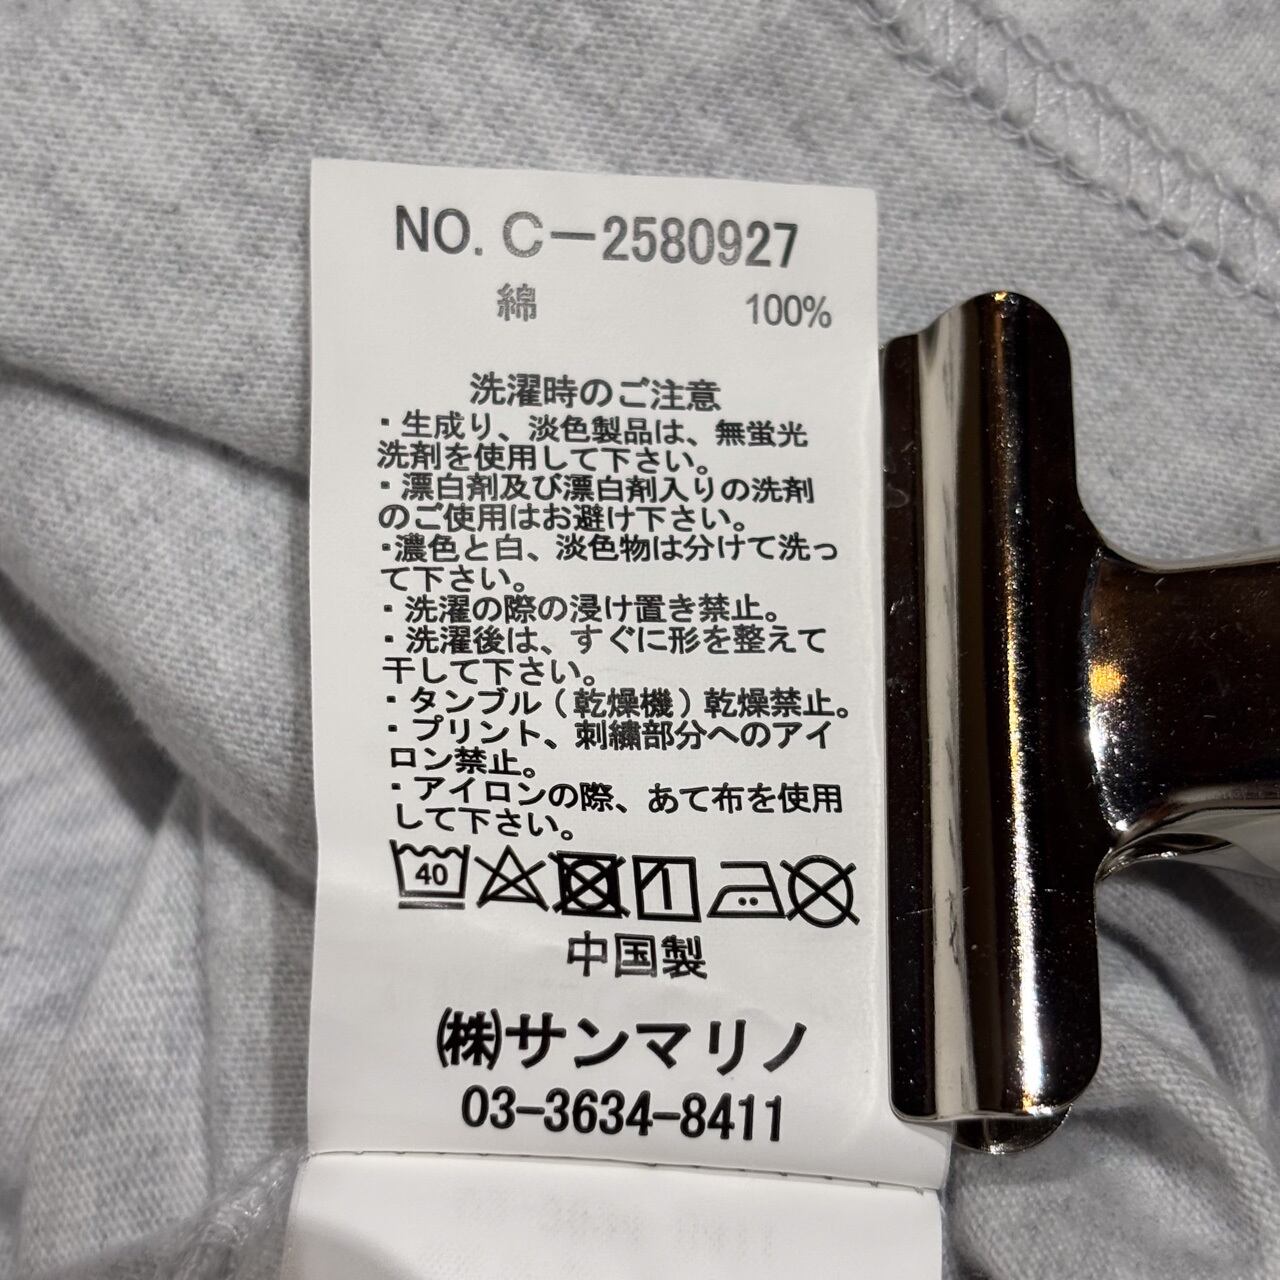 NO. C－2580927
綿 100%
洗濯時のご注意
・生成り、淡色製品は、無蛍光
洗剤を使用して下さい。
・漂白剤及び漂白剤入りの洗剤
のご使用はお避け下さい。
・濃色と白、淡色物は分けて洗っ
て下さい。
・洗濯の際の浸け置き禁止。
・洗濯後は、すぐに形を整えて
干して下さい。
・タンブル（乾燥機）乾燥禁止。
・プリント、刺繍部分へのアイ
ロン禁止。
・アイロンの際、あて布を使用
して下さい。
40
中国製
㈱サンマリノ
03-3634-8411